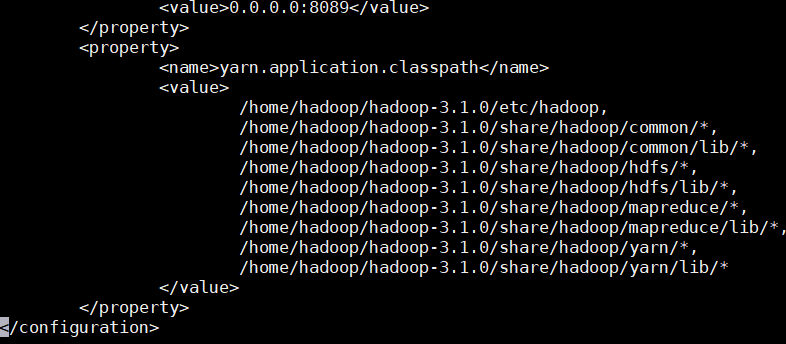 <value>0.0.0.0:8089</value>
</property>
<property>
<name>yarn.application.classpath</name>
<value>
/home/hadoop/hadoop-3.1.0/etc/hadoop,
/home/hadoop/hadoop-3.1.0/share/hadoop/common/*,
/home/hadoop/hadoop-3.1.0/share/hadoop/common/lib/*,
/home/hadoop/hadoop-3.1.0/share/hadoop/hdfs/*,
/home/hadoop/hadoop-3.1.0/share/hadoop/hdfs/lib/*,
/home/hadoop/hadoop-3.1.0/share/hadoop/mapreduce/*,
/home/hadoop/hadoop-3.1.0/share/hadoop/mapreduce/lib/*,
/home/hadoop/hadoop-3.1.0/share/hadoop/yarn/*,
/home/hadoop/hadoop-3.1.0/share/hadoop/yarn/lib/*
</value>
</property>
</configuration>